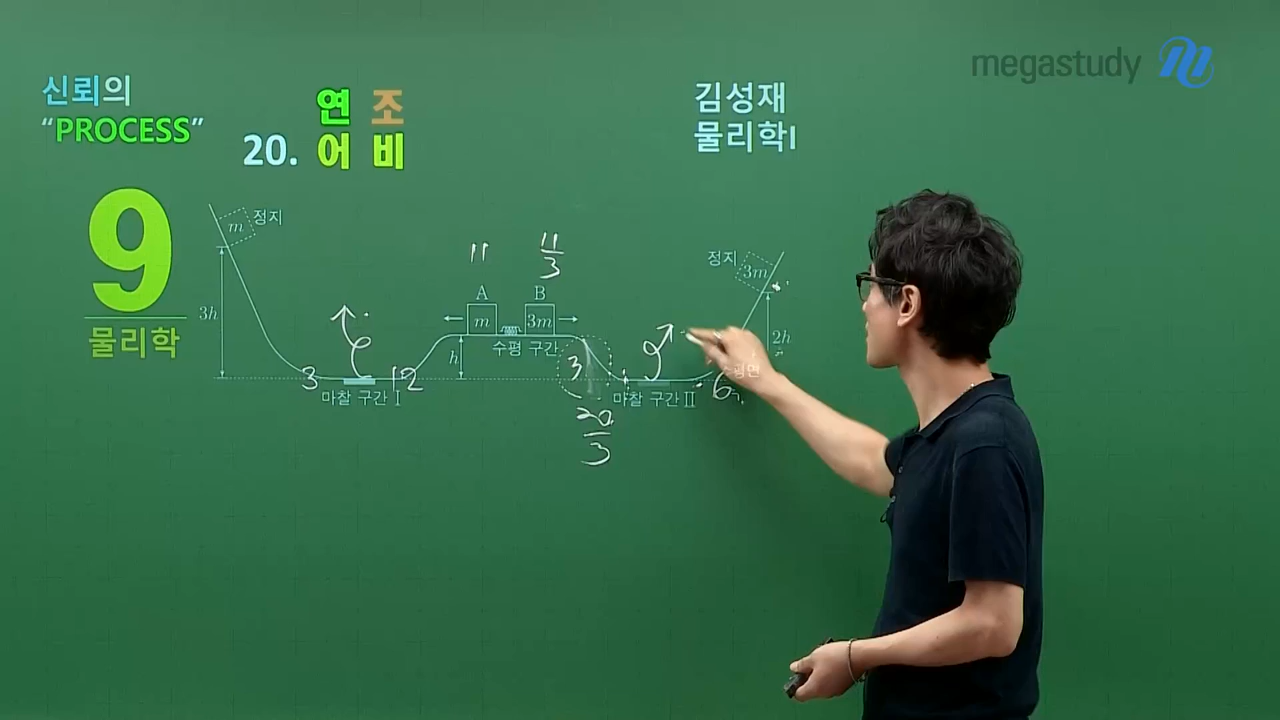 megastudy
신뢰의
“PROCESS”
20.
연 조
어 비
김성재
물리학I
9
물리학
m
정지
3h
3
마찰 구간 I
12
h
11
A
m
11
3
B
3m
수평 구간
3
20
3
마찰 구간 II
9
6
정지
3m
2h